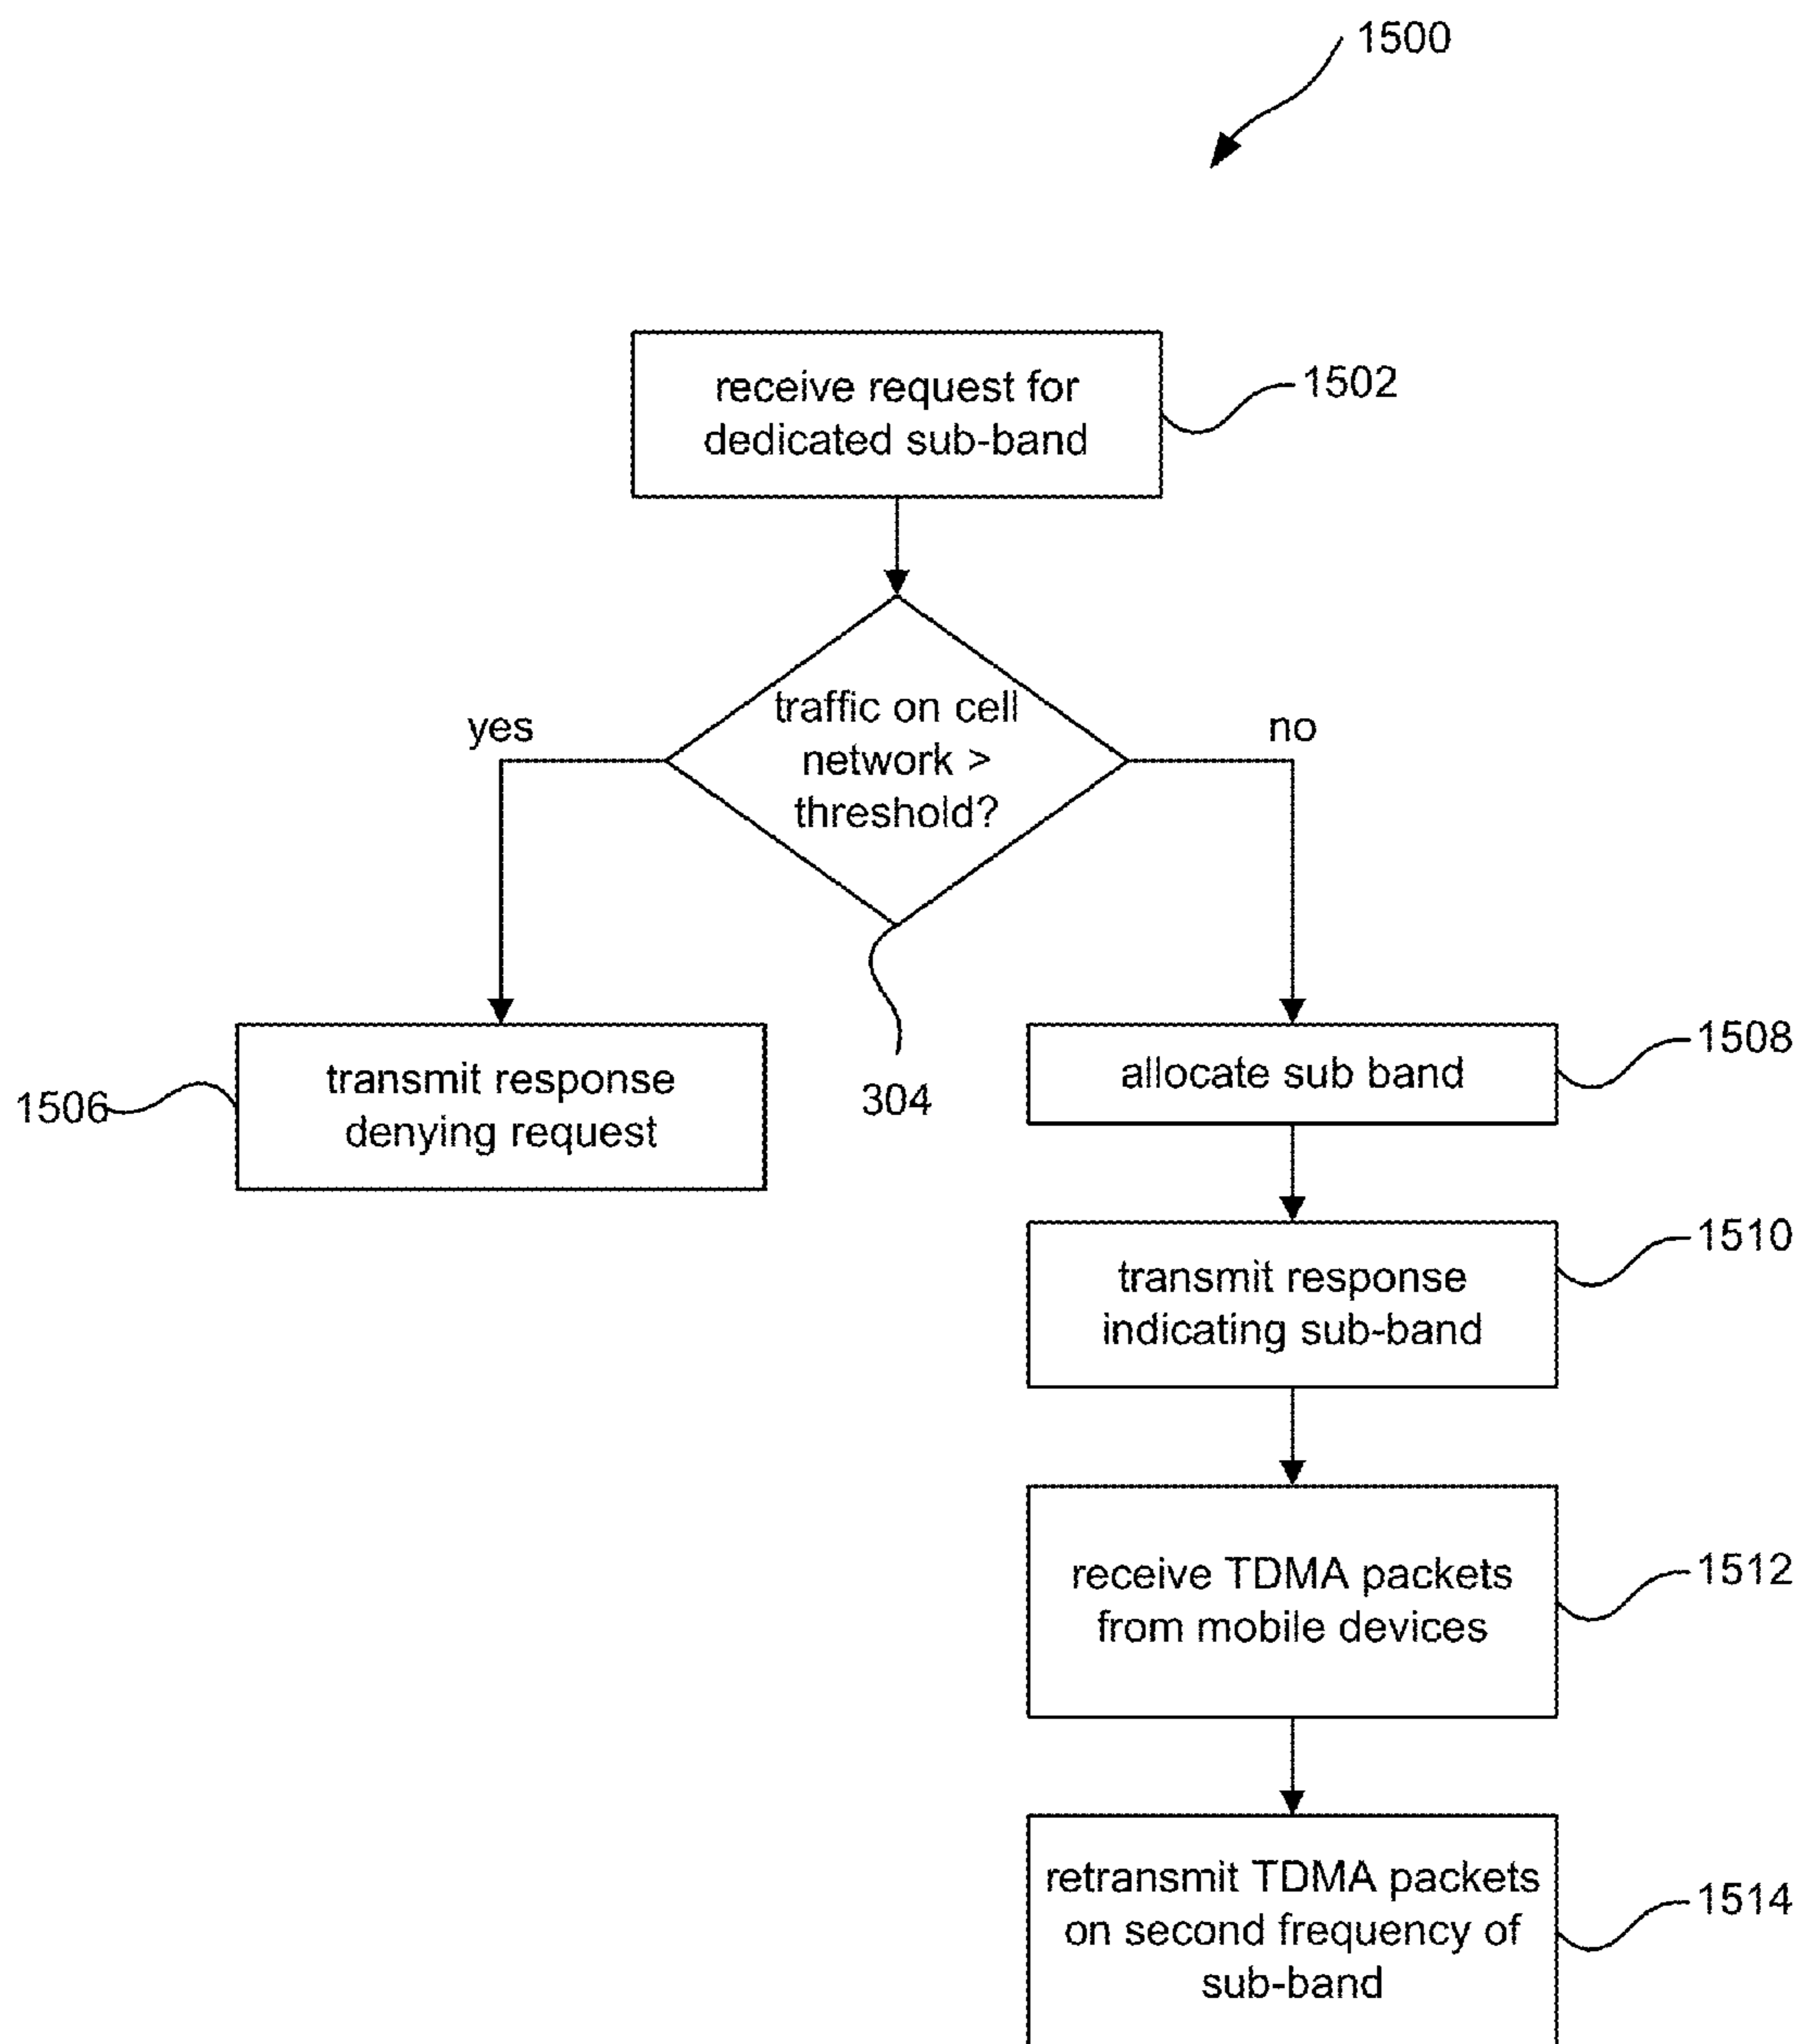 1500
receive request for
dedicated sub-band
1502
traffic on cell
network >
threshold?
yes
no
304
transmit response
denying request
1506
allocate sub band
1508
transmit response
indicating sub-band
1510
receive TDMA packets
from mobile devices
1512
retransmit TDMA packets
on second frequency of
sub-band
1514